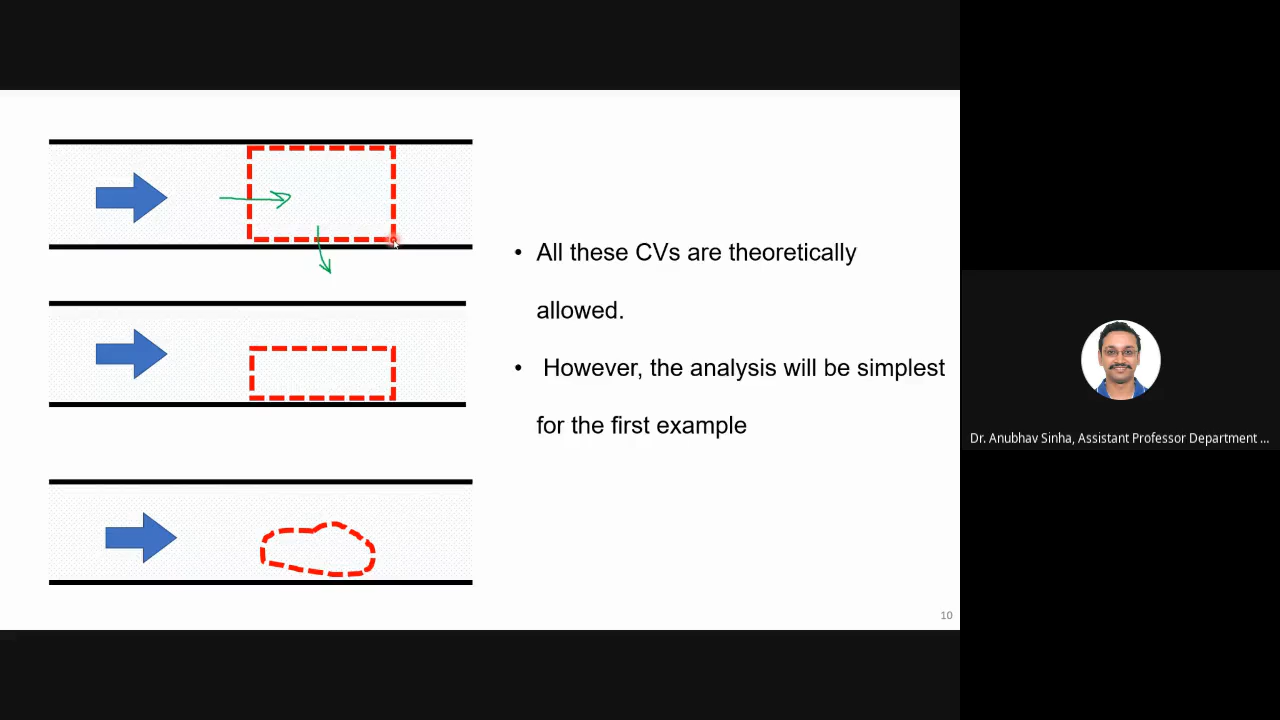 • All these CVs are theoretically
allowed.
• However, the analysis will be simplest
for the first example
10
Dr. Anubhav Sinha, Assistant Professor Department ...